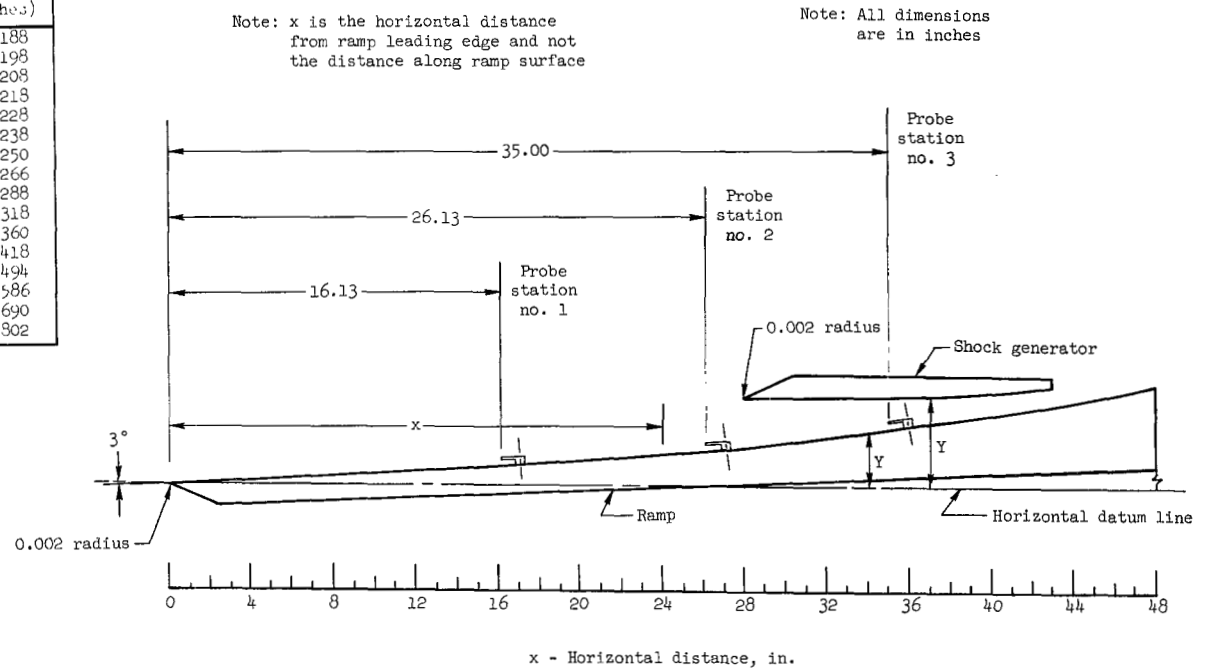 188
198
208
218
228
238
250
266
288
318
360
418
494
586
690
802
Note: x is the horizontal distance
from ramp leading edge and not
the distance along ramp surface
Note: All dimensions
are in inches
Probe
station
no. 3
35.00
Probe
station
no. 2
26.13
Probe
station
no. 1
16.13
0.002 radius
Shock generator
x
3°
Y
Y
Ramp
Horizontal datum line
0.002 radius
0 4 8 12 16 20 24 28 32 36 40 44 48
x - Horizontal distance, in.